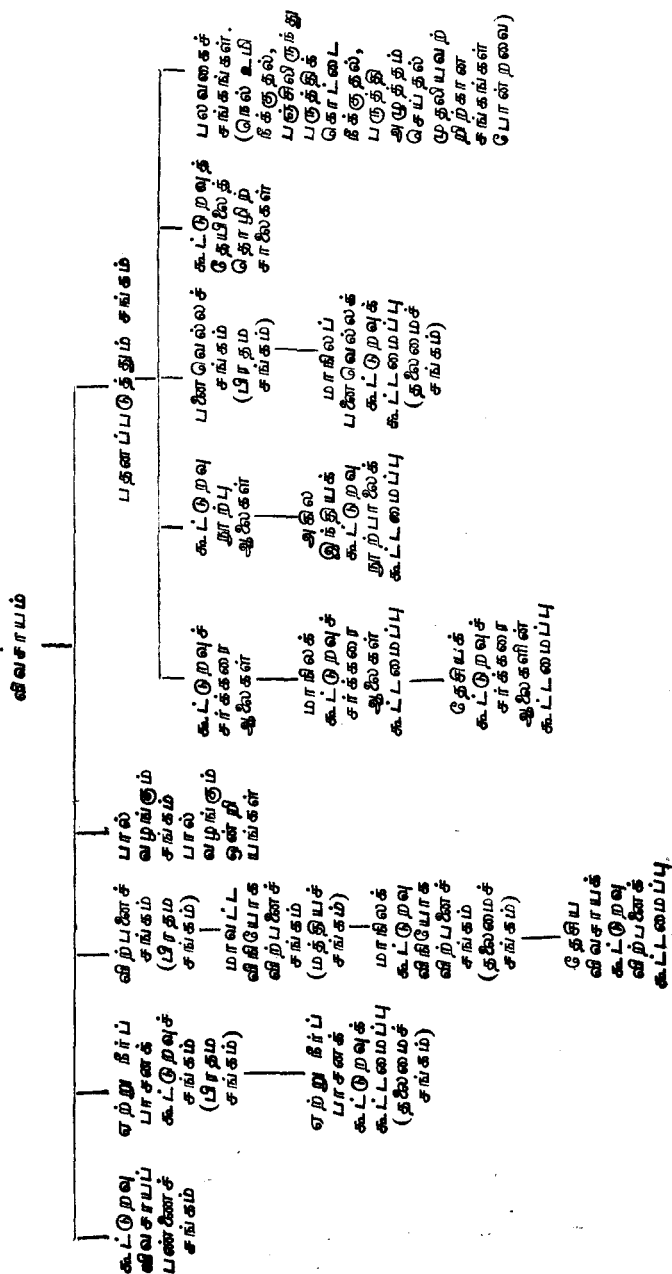 விவசாயம்
கூட்டுறவு
விவசாயப்
பண்ணைச்
சங்கம்
ஏற்று நீர்ப்
பாசனக்
கூட்டுறவுச்
சங்கம்
(பிரதம
சங்கம்)
ஏற்று நீர்ப்
பாசனக்
கூட்டுறவுக்
கூட்டமைப்பு
(தலைமைச்
சங்கம்)
விற்பனைச்
சங்கம்
(பிரதம
சங்கம்)
மாவட்ட
விநியோக
விற்பனைச்
சங்கம்
(மத்தியச்
சங்கம்)
மாநிலக்
கூட்டுறவு
விநியோக
விற்பனைச்
சங்கம்
(தலைமைச்
சங்கம்)
தேசிய
விவசாயக்
கூட்டுறவு
விற்பனைக்
கூட்டமைப்பு
பால்
வழங்கும்
சங்கம்
பால்
வழங்கும்
ஒன்றி
யங்கள்
பதனப்படுத்தும் சங்கம்
கூட்டுறவுச்
சர்க்கரை
ஆலைகள்
மாநிலக்
கூட்டுறவுச்
சர்க்கரை
ஆலைகள்
கூட்டமைப்பு
தேசியக்
கூட்டுறவுச்
சர்க்கரை
ஆலைகளின்
கூட்டமைப்பு
கூட்டுறவு
நூற்பு
ஆலைகள்
அகில
இந்தியக்
கூட்டுறவு
நூற்பாலைக்
கூட்டமைப்பு
பனைவெல்லச்
சங்கம்
(பிரதம
சங்கம்)
மாநிலப்
பனைவெல்லக்
கூட்டுறவுக்
கூட்டமைப்பு
(தலைமைச்
சங்கம்)
கூட்டுறவுத்
தேயிலைத்
தொழிற்
சாலைகள்
பலவகைச்
சங்கங்கள்.
(நெல் உமி
நீக்குதல்,
பஞ்சிலிருந்து
பருத்திக்
கொட்டை
நீக்குதல்,
பருத்தி
அழுத்தம்
செய்தல்
முதலியவற்
றிற்கான
சங்கங்கள்
போன்றவை)